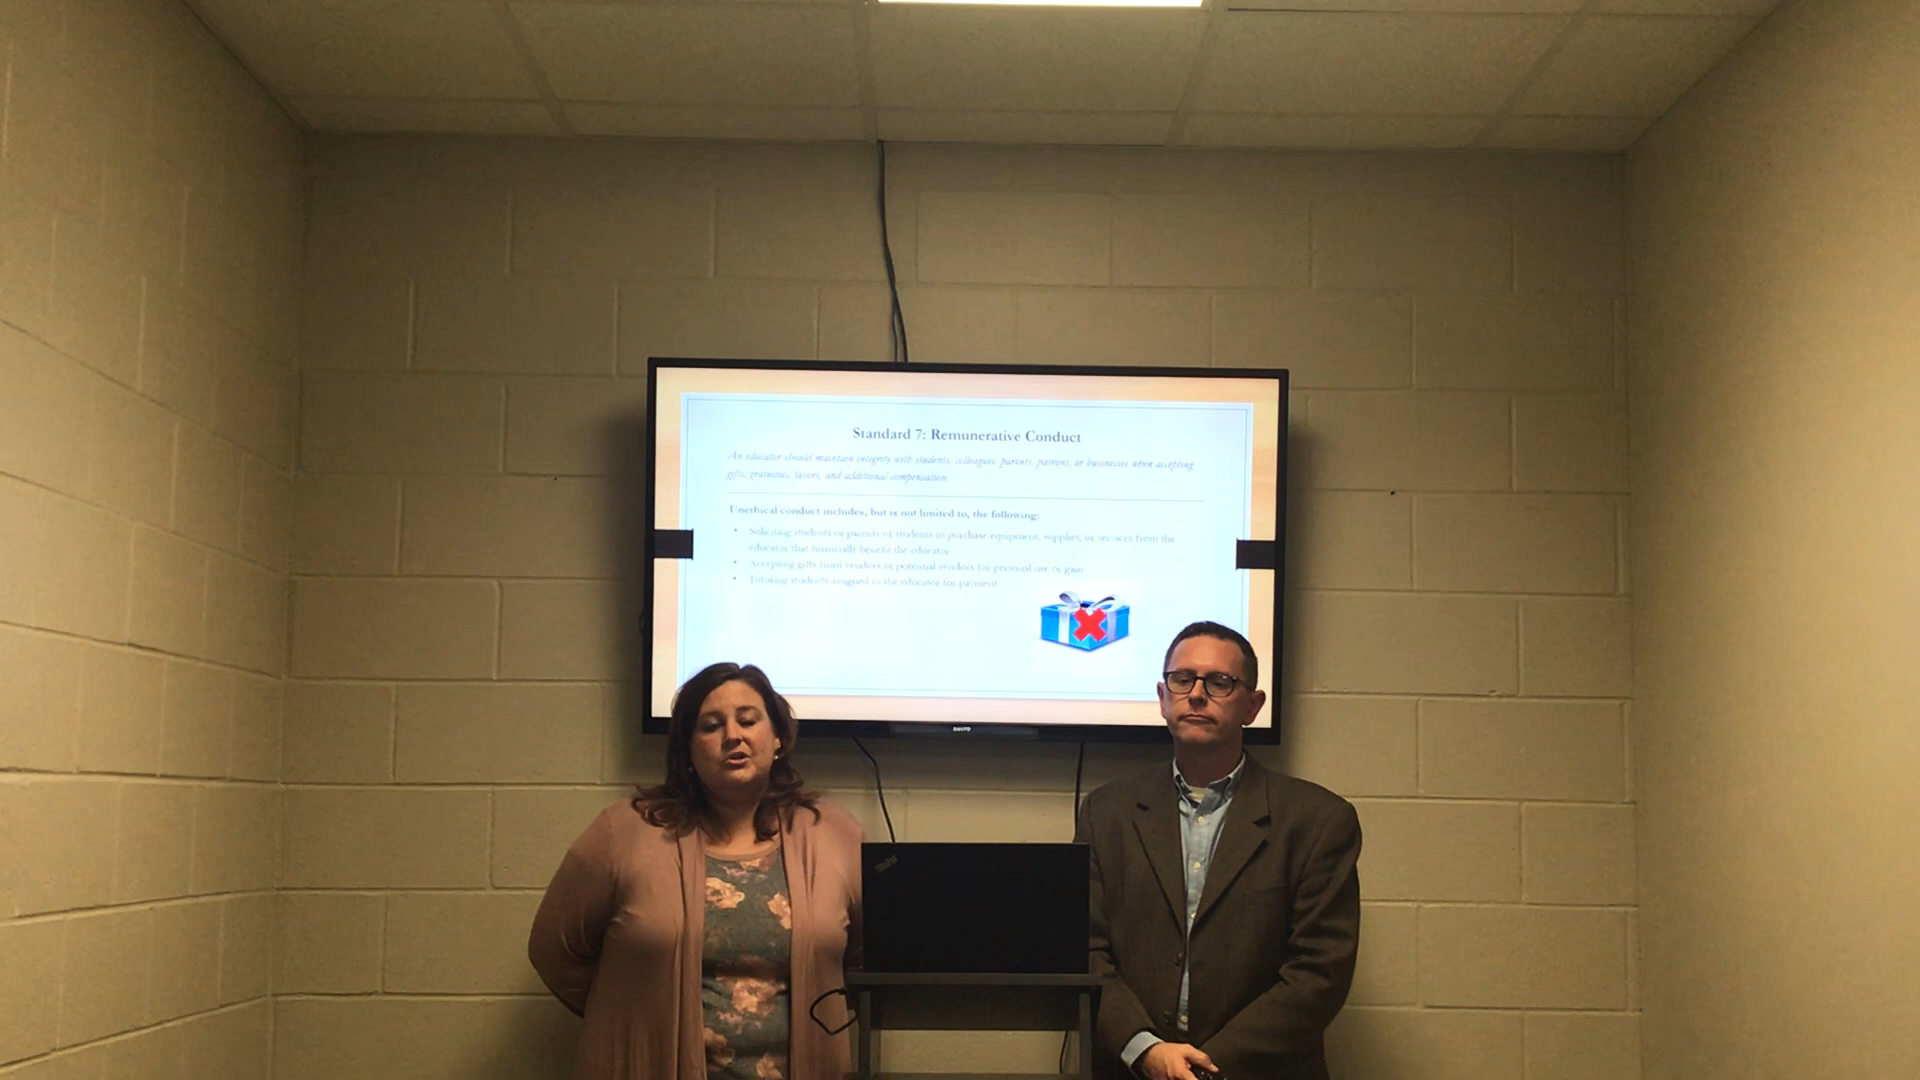 Standard 7: Remunerative Conduct
An educator should maintain integrity with students, colleagues, parents, patrons, or businesses when accepting
gifts, gratuities, favors, and additional compensation.
Unethical conduct includes, but is not limited to, the following:
• Soliciting students or parents of students to purchase equipment, supplies, or services from the
educator that financially benefit the educator
• Accepting gifts from vendors or potential vendors for personal use or gain
• Tutoring students assigned to the educator for payment
SANYO
ThinkPad